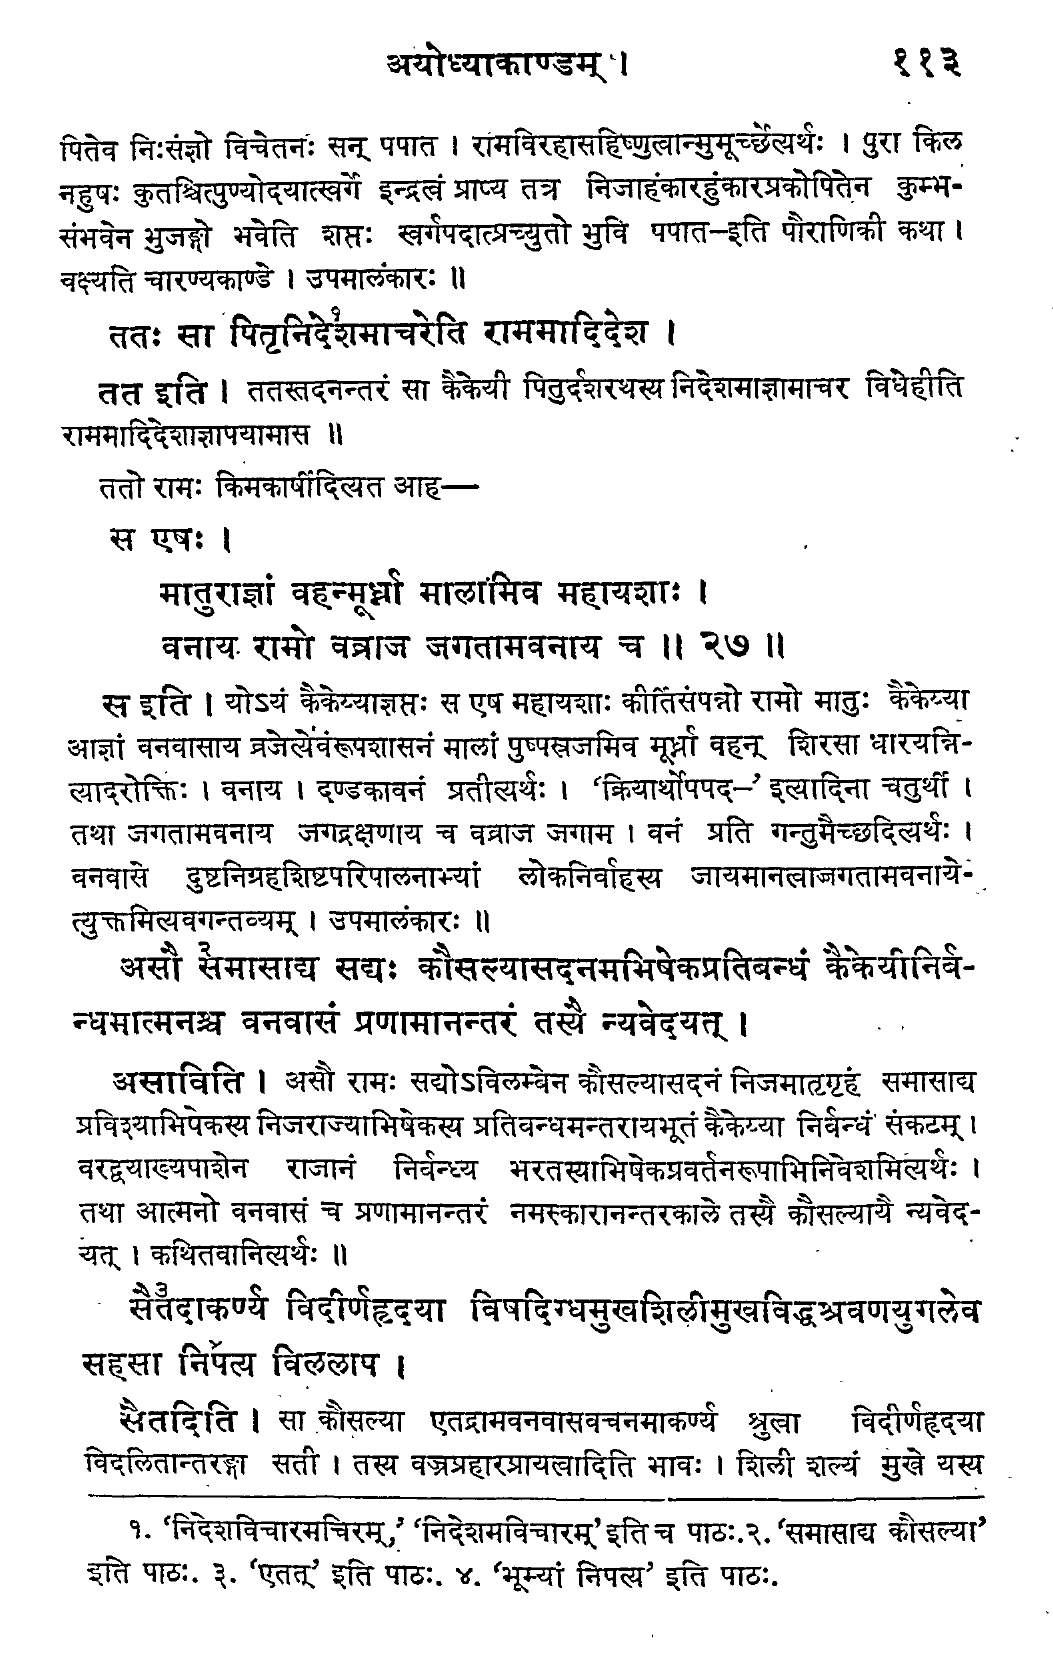 अयोध्याकाण्डम् ।
११३
पितेव निःसंज्ञो विचेतनः सन् पपात । रामविरहासहिष्णुत्वान्मुमूर्च्छेत्यर्थः । पुरा किल
नहुषः कुतश्चित्पुण्योदयात्स्वर्गे इन्द्रत्वं प्राप्य तत्र निजाहंकारहुंकारप्रकोपितेन कुम्भ-
संभवेन भुजङ्गो भवेति शप्तः स्वर्गपदात्प्रच्युतो भुवि पपात–इति पौराणिकी कथा ।
वक्ष्यति चारण्यकाण्डे । उपमालंकारः ॥
ततः सा पितृनिदेशमाचरेति१ राममादिदेश ।
तत इति । ततस्तदनन्तरं सा कैकेयी पितुर्दशरथस्य निदेशमाज्ञामाचर विधेहीति
राममादिदेशाज्ञापयामास ॥
ततो रामः किमकार्षीदित्यत आह—
स एषः ।
मातुराज्ञां वहन्मूर्ध्ना मालामिव महायशाः ।
वनाय रामो वव्राज जगतामवनाय च ॥ २७ ॥
स इति । योऽयं कैकेय्याज्ञप्तः स एष महायशाः कीर्तिसंपन्नो रामो मातुः कैकेय्या
आज्ञां वनवासाय व्रजेत्येवंरूपशासनं मालां पुष्पस्रजमिव मूर्ध्ना वहन् शिरसा धारयन्नि-
त्यादरोक्तिः । वनाय । दण्डकावनं प्रतीत्यर्थः । ‘क्रियार्थोपपद–’ इत्यादिना चतुर्थी ।
तथा जगतामवनाय जगद्रक्षणाय च वव्राज जगाम । वनं प्रति गन्तुमैच्छदित्यर्थः ।
वनवासे दुष्टनिग्रहशिष्टपरिपालनाभ्यां लोकनिर्वाहस्य जायमानत्वाज्जगतामवनाये-
त्युक्तमित्यवगन्तव्यम् । उपमालंकारः ॥
असौ २समासाद्य सद्यः कौसल्यासदनमभिषेकप्रतिबन्धं कैकेयीनिर्ब-
न्धमात्मनश्च वनवासं प्रणामानन्तरं तस्यै न्यवेदयत् ।
असाविति । असौ रामः सद्योऽविलम्बेन कौसल्यासदनं निजमातृगृहं समासाद्य
प्रविश्याभिषेकस्य निजराज्याभिषेकस्य प्रतिबन्धमन्तरायभूतं कैकेय्या निर्बन्धं संकटम् ।
वरद्वयाख्यपाशेन राजानं निर्बन्ध्य भरतस्याभिषेकप्रवर्तनरूपाभिनिवेशमित्यर्थः ।
तथा आत्मनो वनवासं च प्रणामानन्तरं नमस्कारानन्तरकाले तस्यै कौसल्यायै न्यवेद-
यत् । कथितवानित्यर्थः ॥
सैतदाकर्ण्य३ विदीर्णहृदया विषदिग्धमुखशिलीमुखविद्धश्रवणयुगलेव
सहसा निपत्य४ विललाप ।
सैतदिति । सा कौसल्या एतद्रामवनवासवचनमाकर्ण्य श्रुत्वा विदीर्णहृदया
विदलितान्तरङ्गा सती । तस्य वज्रप्रहारप्रायत्वादिति भावः । शिली शल्यं मुखे यस्य
१. ‘निदेशविचारमचिरम्,’ ‘निदेशमविचारम्’ इति च पाठः. २. ‘समासाद्य कौसल्या’
इति पाठः. ३. ‘एतत्’ इति पाठः. ४. ‘भूम्यां निपत्य’ इति पाठः.